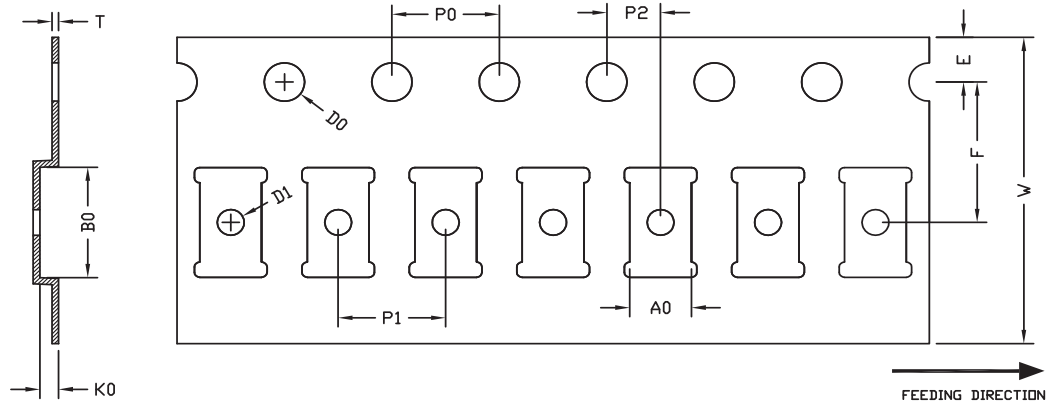 T
P0
P2
E
D0
F
D1
B0
W
A0
P1
K0
FEEDING DIRECTION